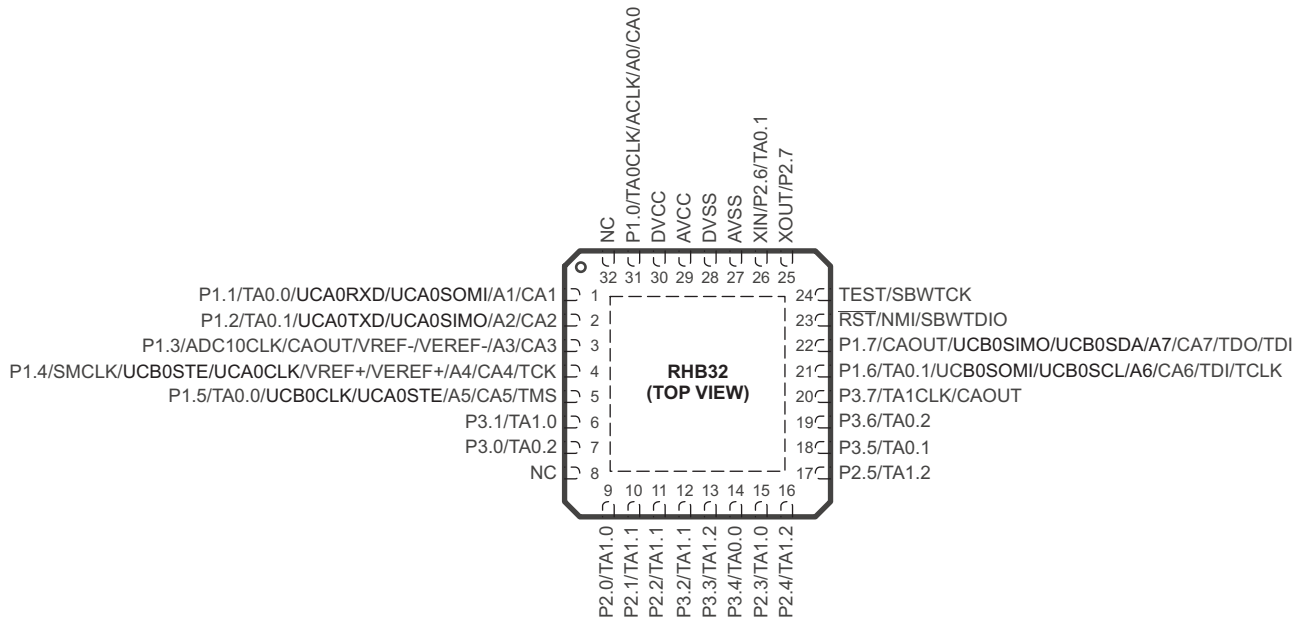 P1.0/TA0CLK/ACLK/A0/CA0
NC
DVCC
AVCC
DVSS
AVSS
XIN/P2.6/TA0.1
XOUT/P2.7
32 31 30 29 28 27 26 25
P1.1/TA0.0/UCA0RXD/UCA0SOMI/A1/CA1 1
P1.2/TA0.1/UCA0TXD/UCA0SIMO/A2/CA2 2
P1.3/ADC10CLK/CAOUT/VREF-/VEREF-/A3/CA3 3
P1.4/SMCLK/UCB0STE/UCA0CLK/VREF+/VEREF+/A4/CA4/TCK 4
P1.5/TA0.0/UCB0CLK/UCA0STE/A5/CA5/TMS 5
P3.1/TA1.0 6
P3.0/TA0.2 7
NC 8
RHB32
(TOP VIEW)
24 TEST/SBWTCK
23 RST/NMI/SBWTDIO
22 P1.7/CAOUT/UCB0SIMO/UCB0SDA/A7/CA7/TDO/TDI
21 P1.6/TA0.1/UCB0SOMI/UCB0SCL/A6/CA6/TDI/TCLK
20 P3.7/TA1CLK/CAOUT
19 P3.6/TA0.2
18 P3.5/TA0.1
17 P2.5/TA1.2
9 10 11 12 13 14 15 16
P2.0/TA1.0
P2.1/TA1.1
P2.2/TA1.1
P3.2/TA1.1
P3.3/TA1.2
P3.4/TA0.0
P2.3/TA1.0
P2.4/TA1.2